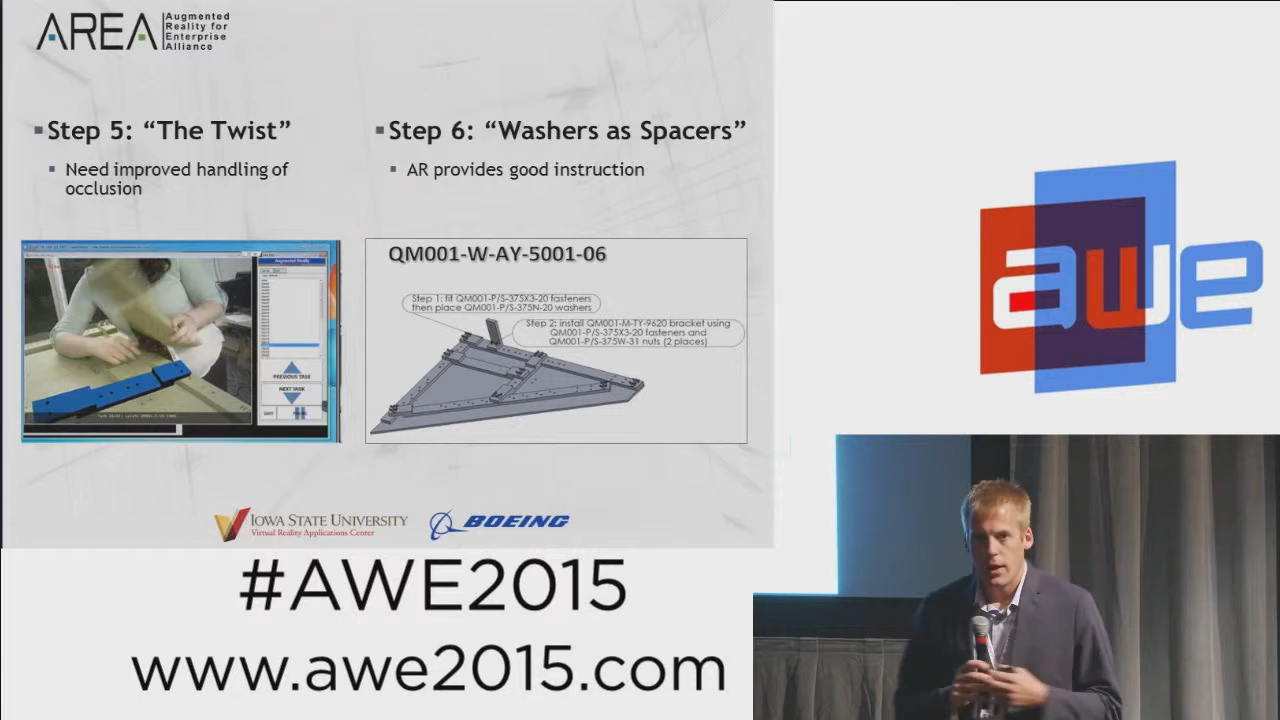 AREA
Augmented
Reality for
Enterprise
Alliance
Step 5: “The Twist”
Need improved handling of
occlusion
Step 6: “Washers as Spacers”
AR provides good instruction
Augmented Reality
PREVIOUS TASK
NEXT TASK
QM001-W-AY-5001-06
Step 1: fit QM001-P/S-375X3-20 fasteners
then place QM001-P/S-375N-20 washers
Step 2: install QM001-M-TY-9620 bracket using
QM001-P/S-375X3-20 fasteners and
QM001-P/S-375W-31 nuts (2 places)
IOWA STATE UNIVERSITY
Virtual Reality Applications Center
BOEING
#AWE2015
www.awe2015.com
awe